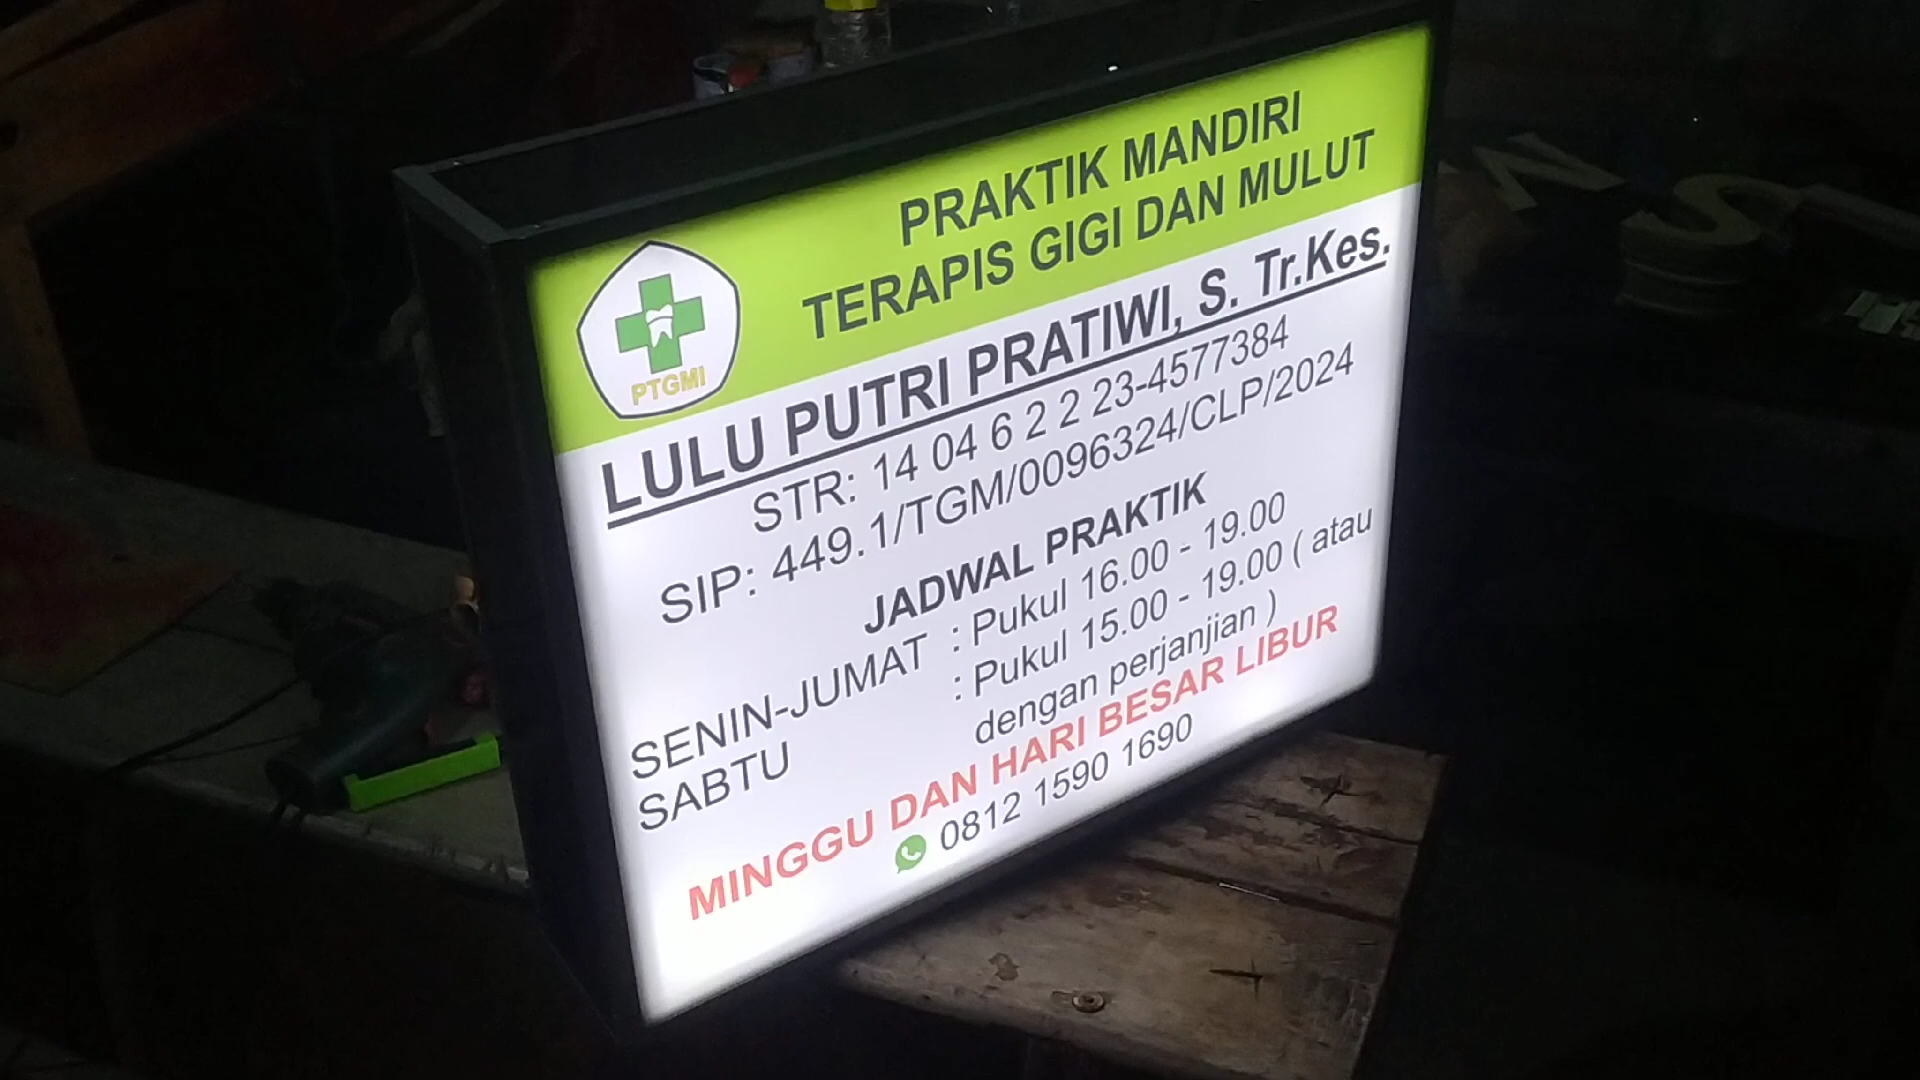 PRAKTIK MANDIRI
TERAPIS GIGI DAN MULUT
PTGMI
LULU PUTRI PRATIWI, S. Tr.Kes.
STR: 14 04 6 2 2 23-4577384
SIP: 449.1/TGM/0096324/CLP/2024
JADWAL PRAKTIK
SENIN-JUMAT : Pukul 16.00 - 19.00
SABTU : Pukul 15.00 - 19.00 ( atau
dengan perjanjian )
MINGGU DAN HARI BESAR LIBUR
0812 1590 1690